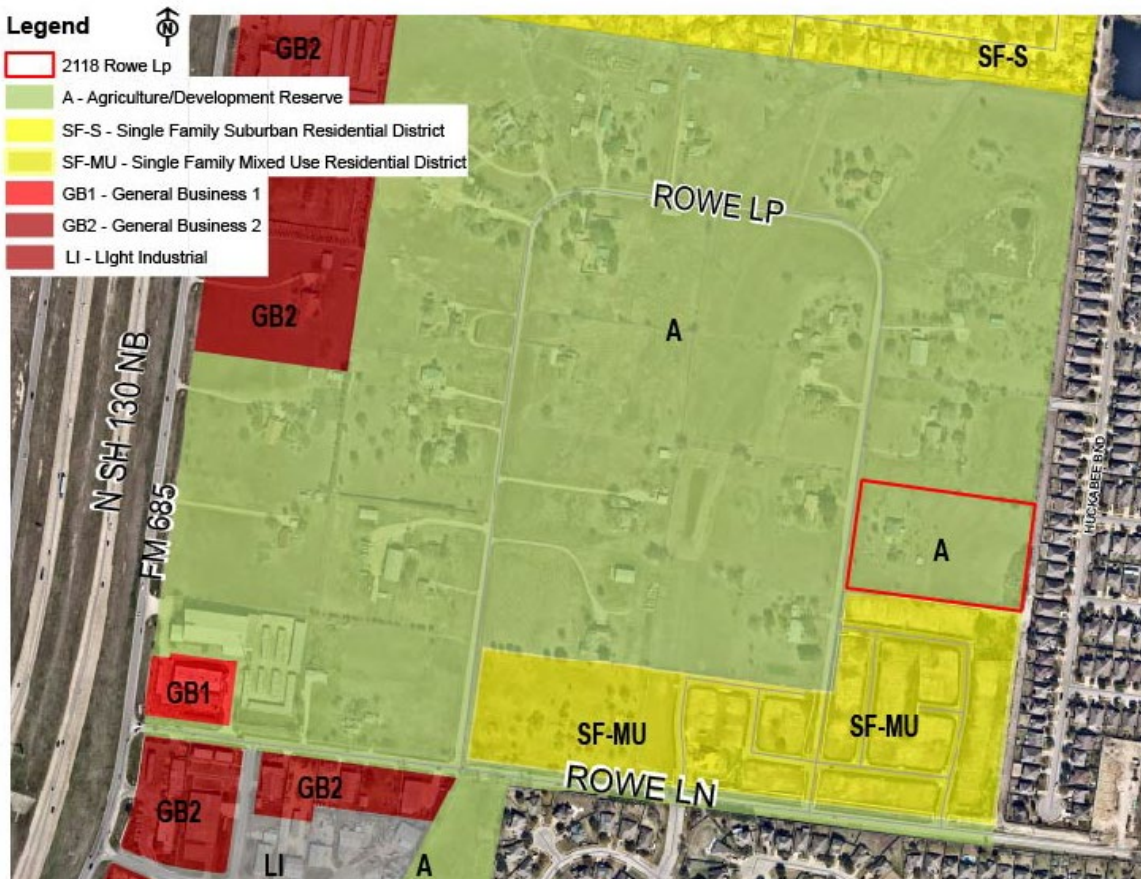 Legend
N
2118 Rowe Lp
A - Agriculture/Development Reserve
SF-S - Single Family Suburban Residential District
SF-MU - Single Family Mixed Use Residential District
GB1 - General Business 1
GB2 - General Business 2
LI - LIght Industrial
GB2
SF-S
ROWE LP
GB2
A
N SH 130 NB
FM 685
HUCKABEE BND
A
GB1
SF-MU
SF-MU
ROWE LN
GB2
GB2
LI
A